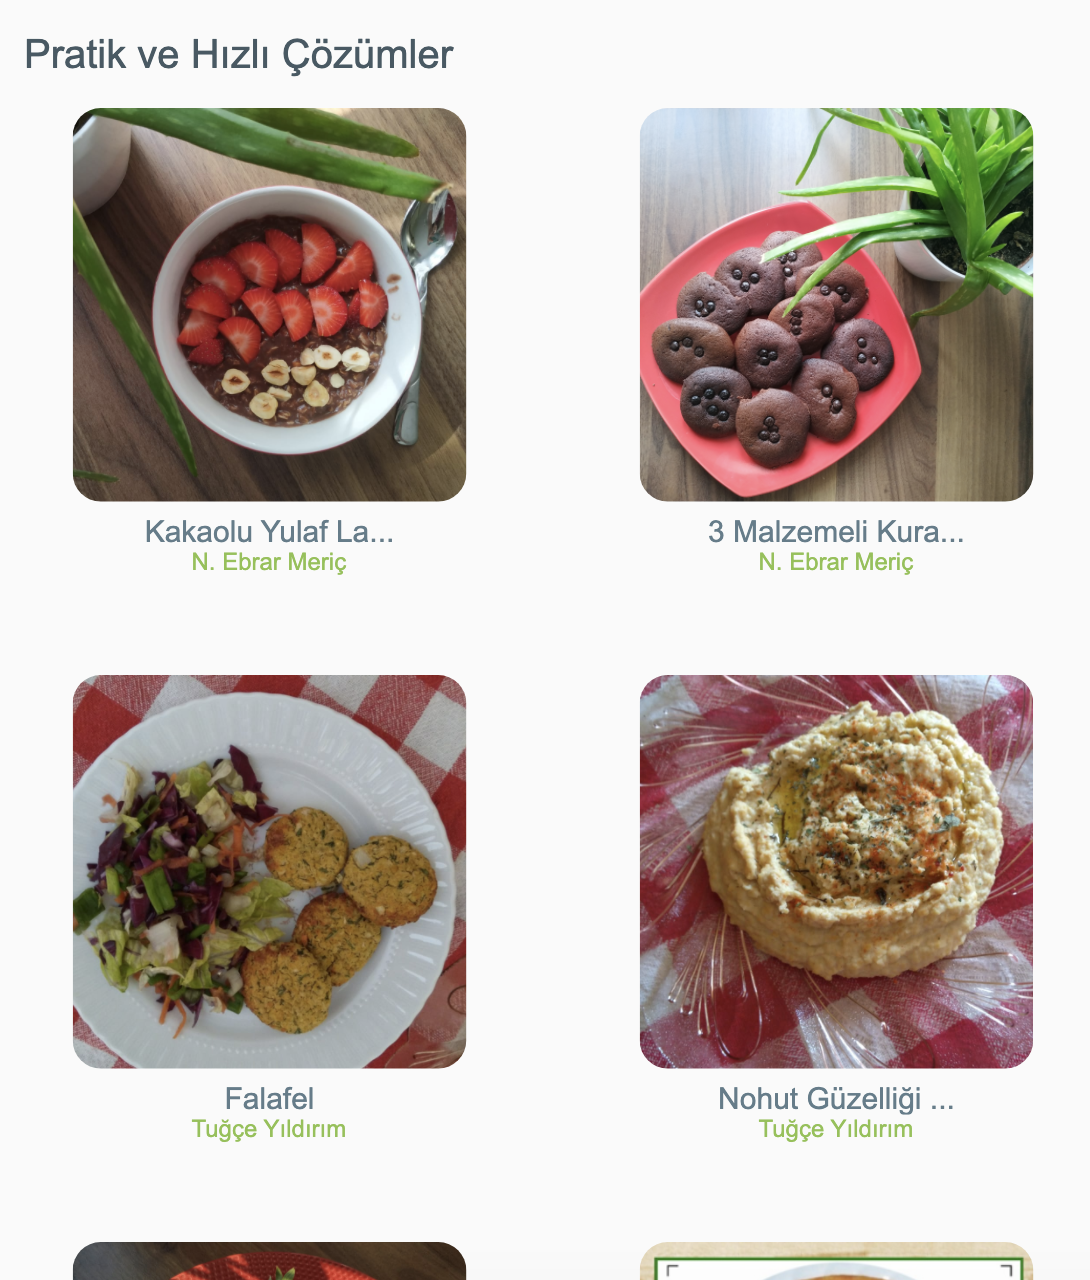 Pratik ve Hızlı Çözümler
Kakaolu Yulaf La...
N. Ebrar Meriç
3 Malzemeli Kura...
N. Ebrar Meriç
Falafel
Tuğçe Yıldırım
Nohut Güzelliği ...
Tuğçe Yıldırım